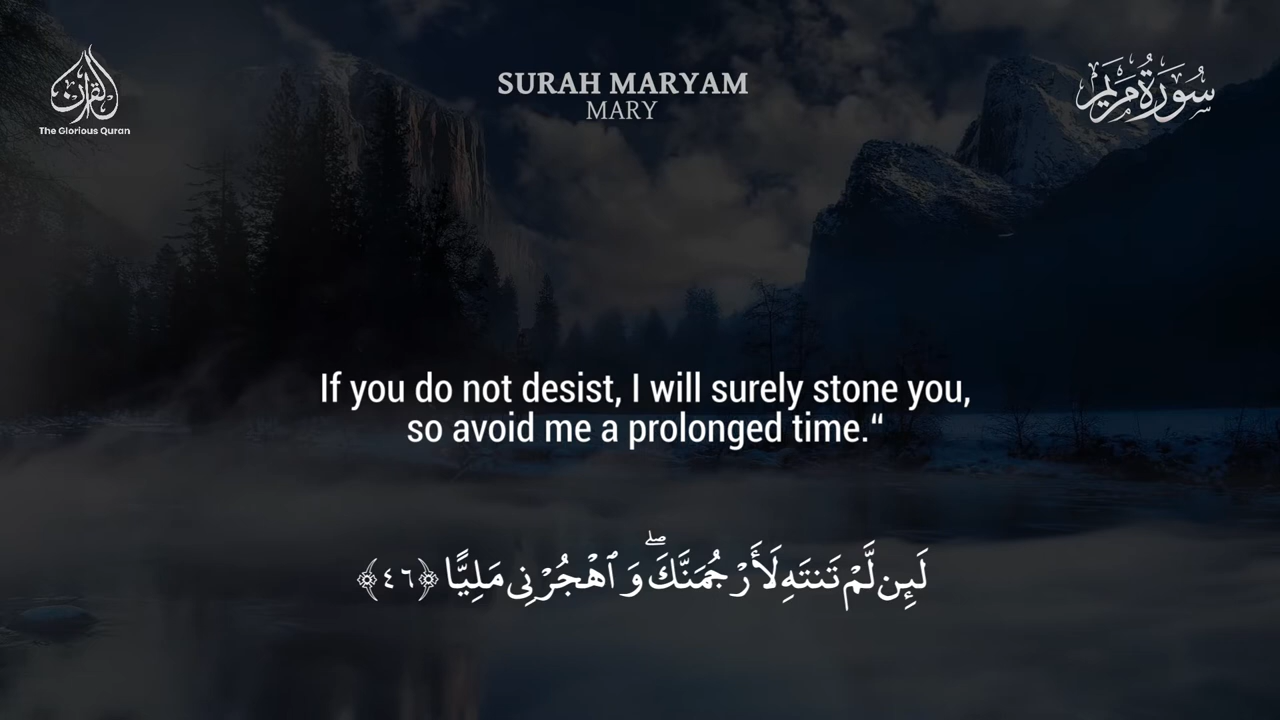 القرآن
The Glorious Quran
SURAH MARYAM
MARY
سُورَةُ مَرْيَم
If you do not desist, I will surely stone you,
so avoid me a prolonged time.“
لَئِن لَّمْ تَنتَهِ لَأَرْجُمَنَّكَ ۖ وَٱهْجُرْنِى مَلِيًّا ﴿٤٦﴾